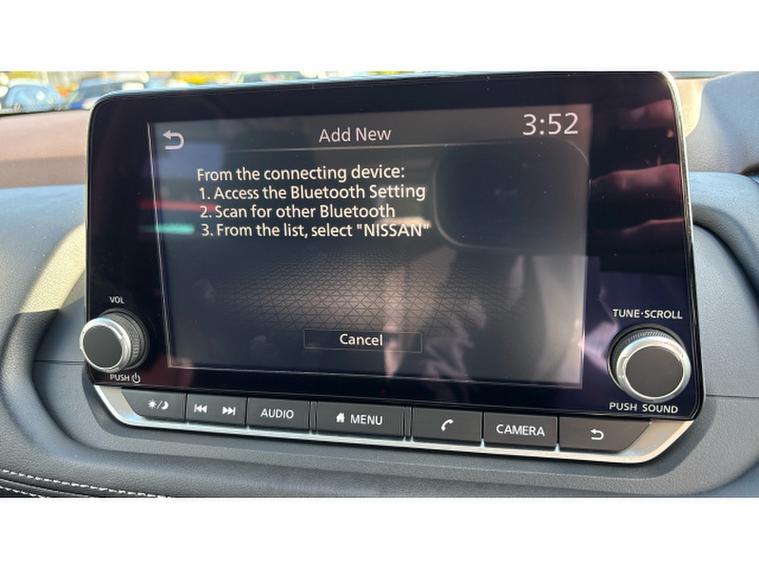 Add New
3:52
From the connecting device:
1. Access the Bluetooth Setting
2. Scan for other Bluetooth
3. From the list, select "NISSAN"
Cancel
VOL
PUSH
TUNE·SCROLL
PUSH SOUND
AUDIO
MENU
CAMERA